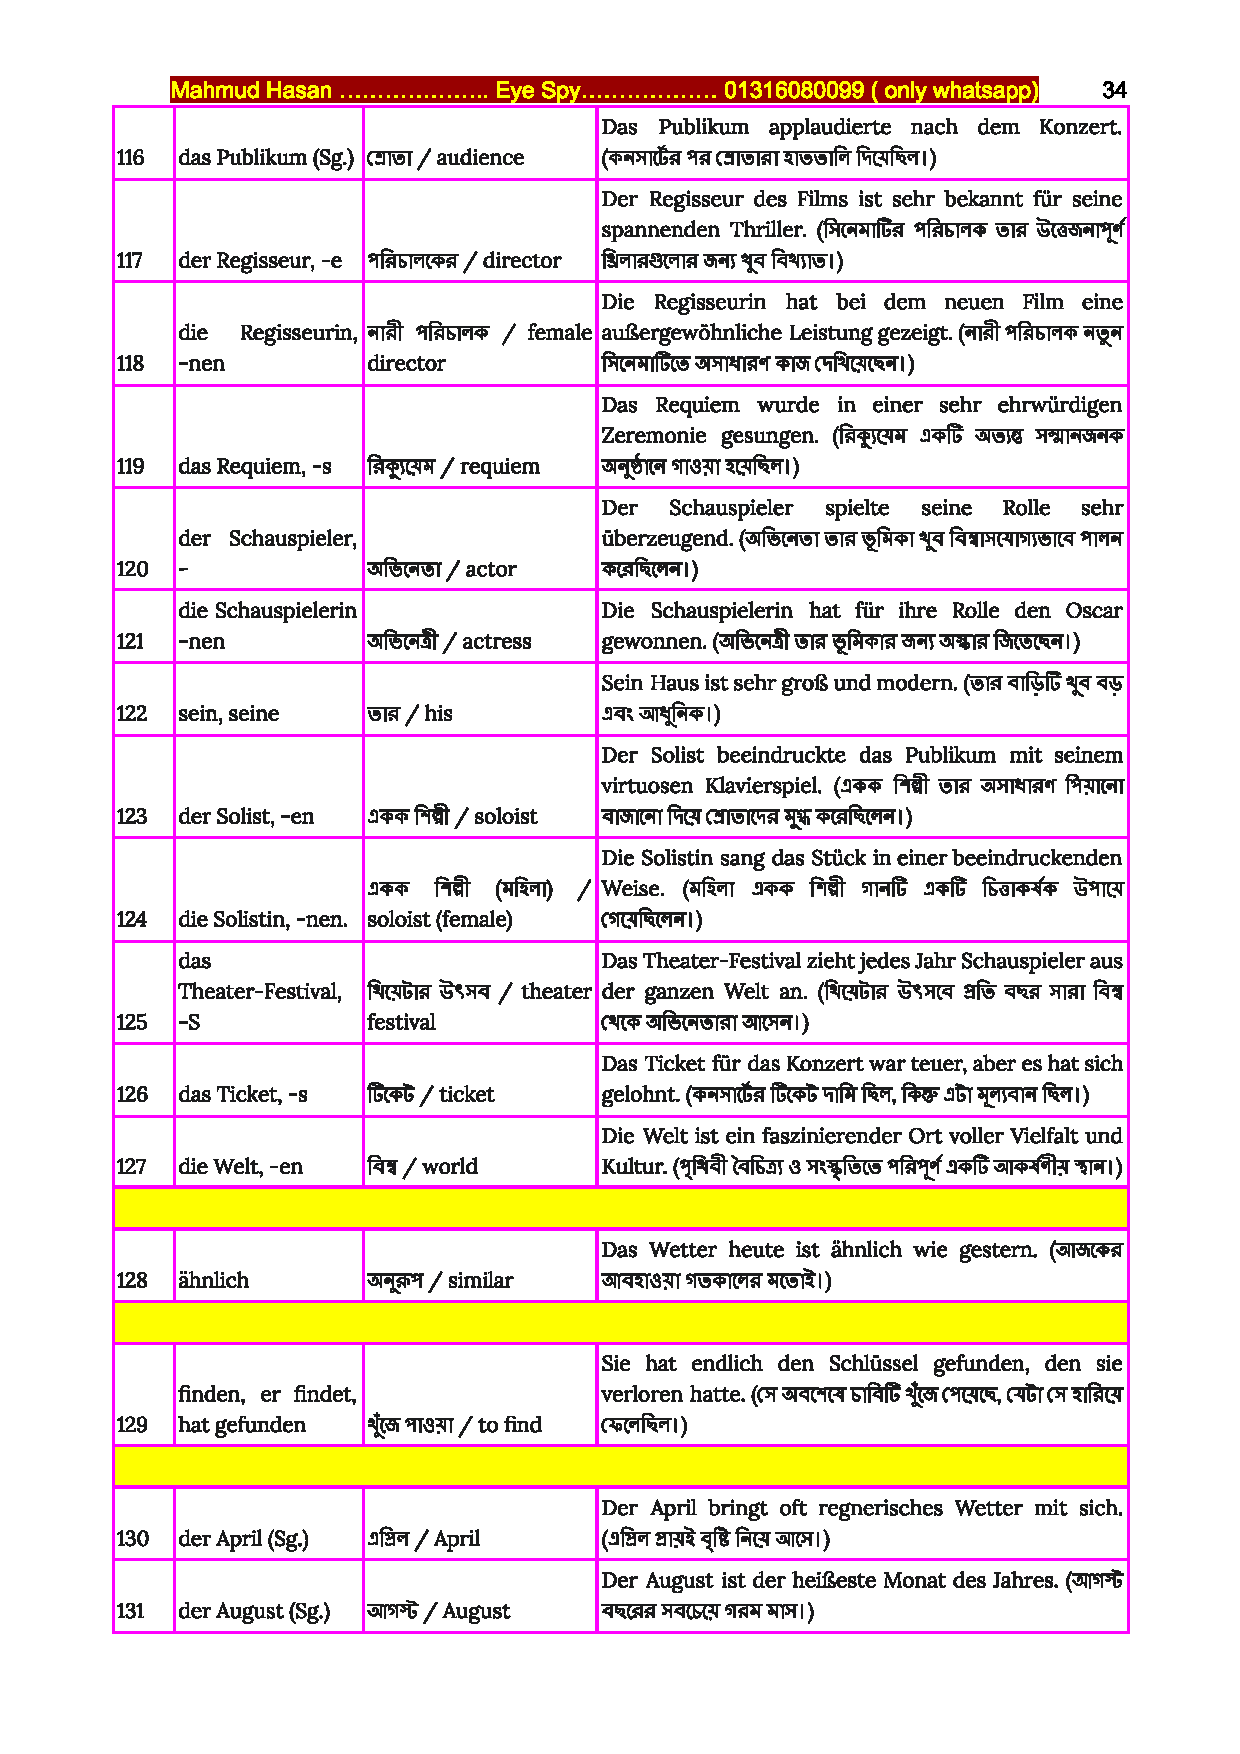 Mahmud Hasan ……………….. Eye Spy……………… 01316080099 ( only whatsapp) 34
Das Publikum applaudierte nach dem Konzert.
116 das Publikum (Sg.) শ্রোতা / audience (কনসার্টের পর শ্রোতারা হাততালি দিয়েছিল।)
Der Regisseur des Films ist sehr bekannt für seine
spannenden Thriller. (সিনেমাটির পরিচালক তার উত্তেজনাপূর্ণ
117 der Regisseur, -e পরিচালকের / director থ্রিলারগুলোর জন্য খুব বিখ্যাত।)
Die Regisseurin hat bei dem neuen Film eine
die Regisseurin, নারী পরিচালক / female außergewöhnliche Leistung gezeigt. (নারী পরিচালক নতুন
118 -nen director সিনেমাটিতে অসাধারণ কাজ দেখিয়েছেন।)
Das Requiem wurde in einer sehr ehrwürdigen
Zeremonie gesungen. (রিকুয়েম একটি অত্যন্ত সম্মানজনক
119 das Requiem, -s রিকুয়েম / requiem অনুষ্ঠানে গাওয়া হয়েছিল।)
Der Schauspieler spielte seine Rolle sehr
der Schauspieler, überzeugend. (অভিনেতা তার ভূমিকা খুব বিশ্বাসযোগ্যভাবে পালন
120 - অভিনেতা / actor করেছিলেন।)
die Schauspielerin Die Schauspielerin hat für ihre Rolle den Oscar
121 -nen অভিনেত্রী / actress gewonnen. (অভিনেত্রী তার ভূমিকার জন্য অস্কার জিতেছেন।)
Sein Haus ist sehr groß und modern. (তার বাড়িটি খুব বড়
122 sein, seine তার / his এবং আধুনিক।)
Der Solist beeindruckte das Publikum mit seinem
virtuosen Klavierspiel. (একক শিল্পী তার অসাধারণ পিয়ানো
123 der Solist, -en একক শিল্পী / soloist বাজানো দিয়ে শ্রোতাদের মুগ্ধ করেছিলেন।)
Die Solistin sang das Stück in einer beeindruckenden
একক শিল্পী (মহিলা) / Weise. (মহিলা একক শিল্পী গানটি একটি চিত্তাকর্ষক উপায়ে
124 die Solistin, -nen. soloist (female) গেয়েছিলেন।)
das Das Theater-Festival zieht jedes Jahr Schauspieler aus
Theater-Festival, থিয়েটার উৎসব / theater der ganzen Welt an. (থিয়েটার উৎসবে প্রতি বছর সারা বিশ্ব
125 -S festival থেকে অভিনেতারা আসেন।)
Das Ticket für das Konzert war teuer, aber es hat sich
126 das Ticket, -s টিকেট / ticket gelohnt. (কনসার্টের টিকেট দামি ছিল, কিন্তু এটা মূল্যবান ছিল।)
Die Welt ist ein faszinierender Ort voller Vielfalt und
127 die Welt, -en বিশ্ব / world Kultur. (পৃথিবী বৈচিত্র্য ও সংস্কৃতিতে পরিপূর্ণ একটি আকর্ষণীয় স্থান।)
Das Wetter heute ist ähnlich wie gestern. (আজকের
128 ähnlich অনুরূপ / similar আবহাওয়া গতকালের মতোই।)
Sie hat endlich den Schlüssel gefunden, den sie
finden, er findet, verloren hatte. (সে অবশেষে চাবিটি খুঁজে পেয়েছে, যেটা সে হারিয়ে
129 hat gefunden খুঁজে পাওয়া / to find ফেলেছিল।)
Der April bringt oft regnerisches Wetter mit sich.
130 der April (Sg.) এপ্রিল / April (এপ্রিল প্রায়ই বৃষ্টি নিয়ে আসে।)
Der August ist der heißeste Monat des Jahres. (আগস্ট
131 der August (Sg.) আগস্ট / August বছরের সবচেয়ে গরম মাস।)